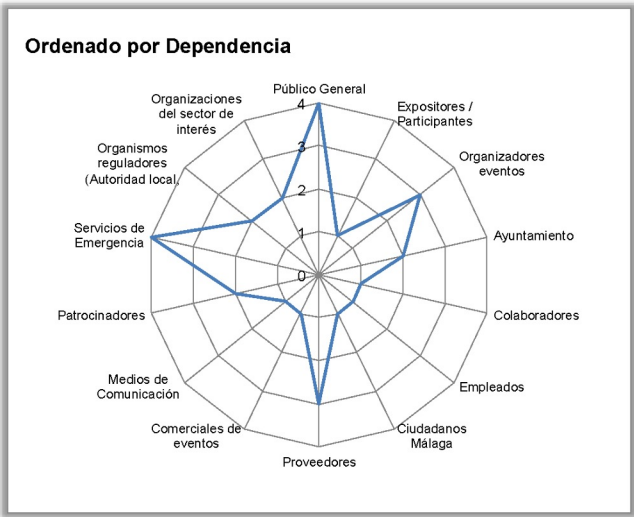 Ordenado por Dependencia
Público General
Expositores /
Participantes
Organizadores
eventos
Ayuntamiento
Colaboradores
Empleados
Ciudadanos
Málaga
Proveedores
Comerciales de
eventos
Medios de
Comunicación
Patrocinadores
Servicios de
Emergencia
Organismos
reguladores
(Autoridad local,
Organizaciones
del sector de
interés
4
3
2
1
0